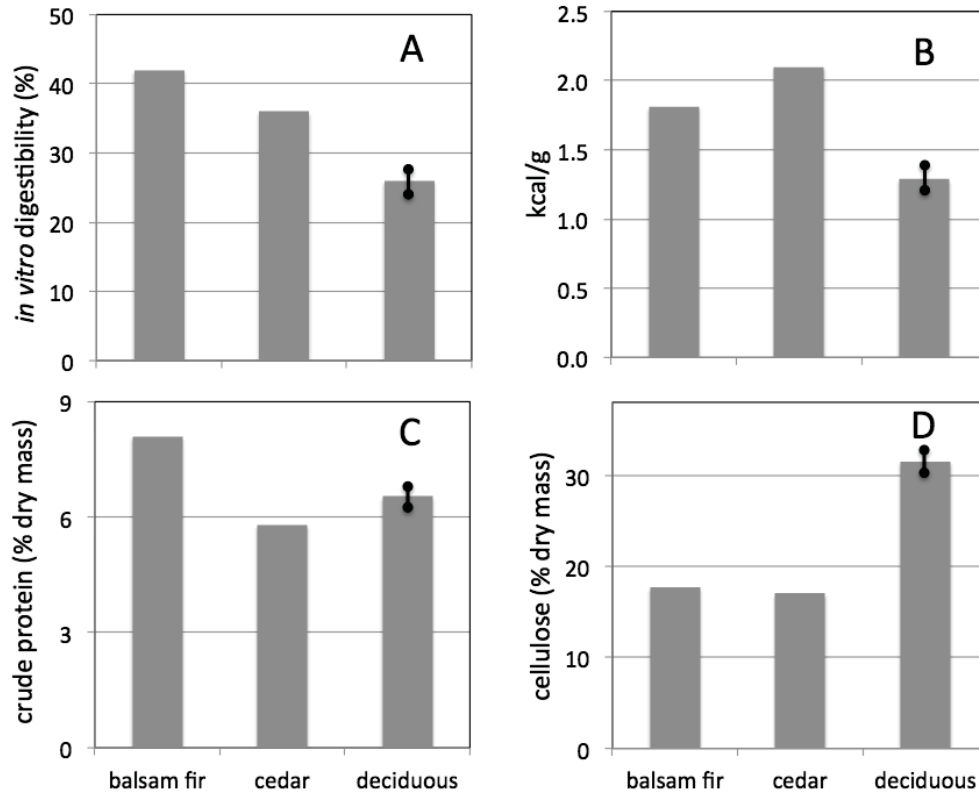 A
in vitro digestibility (%)
50
40
30
20
10
0
B
kcal/g
2.5
2.0
1.5
1.0
0.5
0.0
C
crude protein (% dry mass)
9
6
3
0
balsam fir cedar deciduous
D
cellulose (% dry mass)
30
20
10
0
balsam fir cedar deciduous